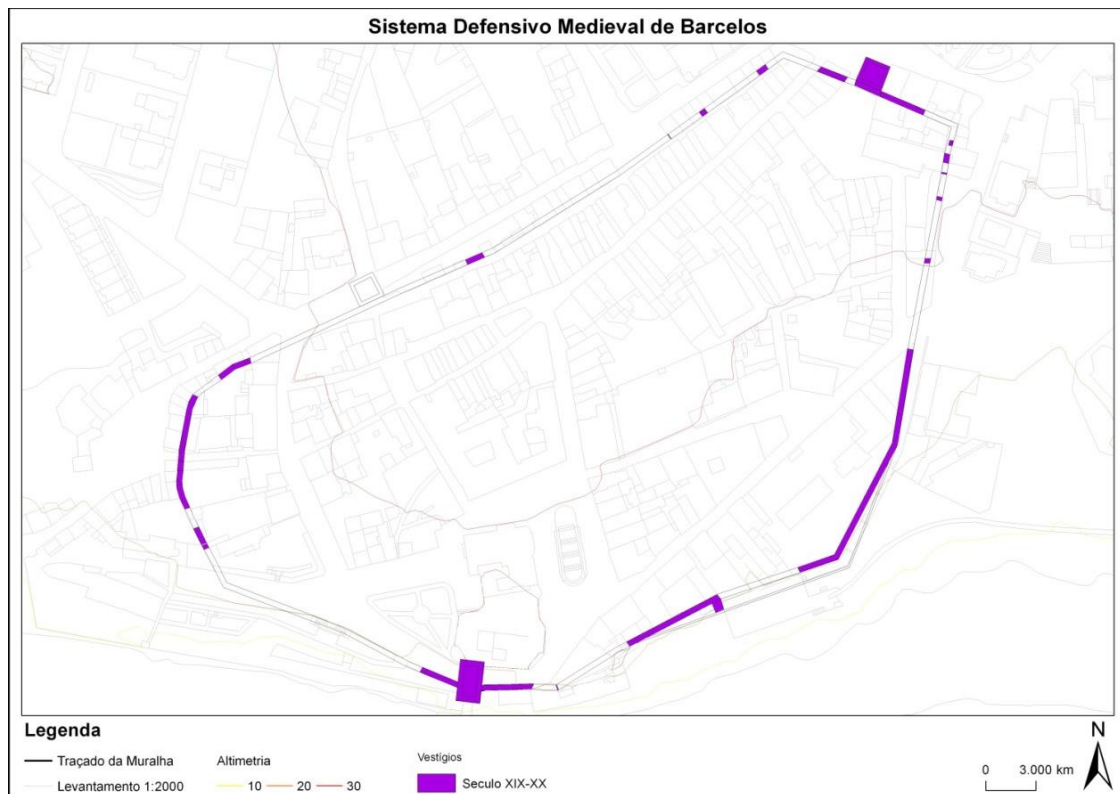 Sistema Defensivo Medieval de Barcelos
Legenda
Traçado da Muralha
Levantamento 1:2000
Altimetria
10 20 30
Vestígios
Seculo XIX-XX
0 3.000 km
N